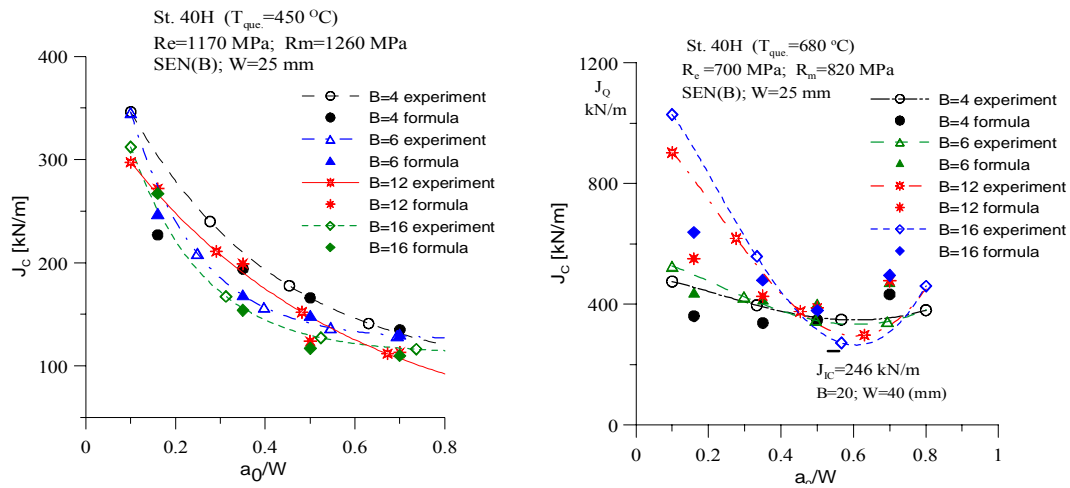 St. 40H (Tque.=450 OC)
Re=1170 MPa; Rm=1260 MPa
SEN(B); W=25 mm
400
300
200
100
JC [kN/m]
B=4 experiment
B=4 formula
B=6 experiment
B=6 formula
B=12 experiment
B=12 formula
B=16 experiment
B=16 formula
0 0.2 0.4 0.6 0.8
a0/W
St. 40H (Tque.=680 oC)
Re =700 MPa; Rm=820 MPa
SEN(B); W=25 mm
JQ
kN/m
1200
800
400
0
JC [kN/m]
B=4 experiment
B=4 formula
B=6 experiment
B=6 formula
B=12 experiment
B=12 formula
B=16 experiment
B=16 formula
JIC=246 kN/m
B=20; W=40 (mm)
0 0.2 0.4 0.6 0.8 1
a0/W